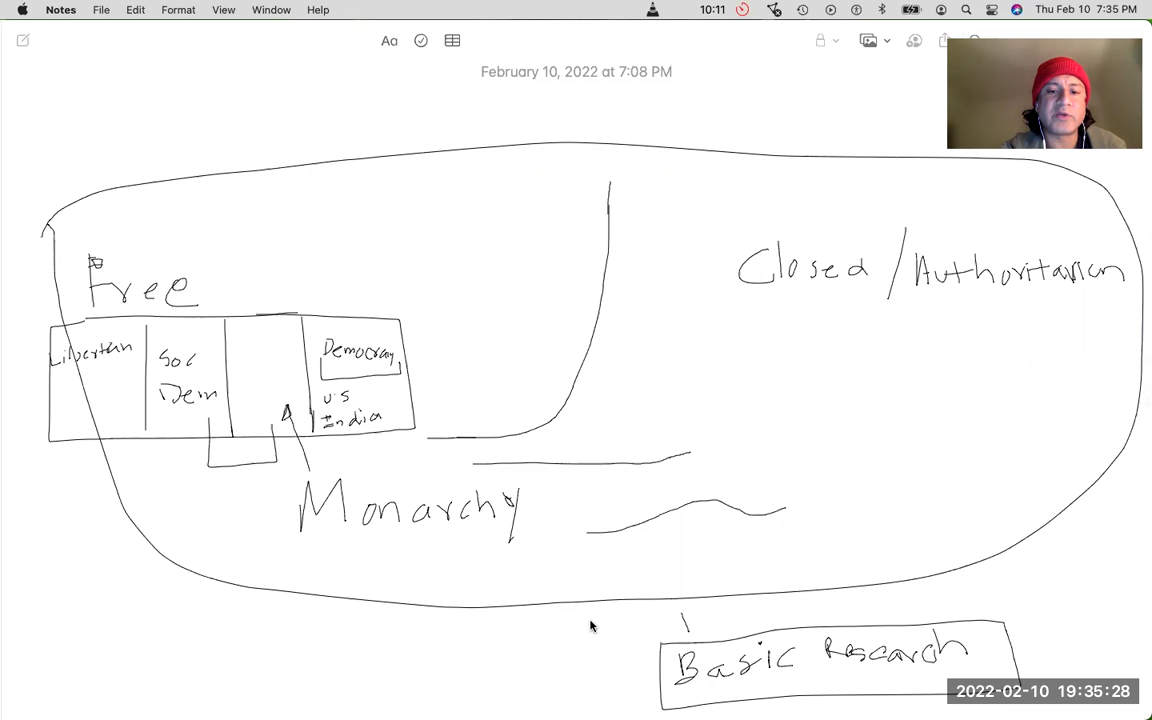 Notes File Edit Format View Window Help 10:11 Thu Feb 10 7:35 PM
Aa
February 10, 2022 at 7:08 PM
Free
Closed / Authoritarian
Libertarin
Soc
Dem
Democracy
U.S
India
Monarchy
Basic Research
2022-02-10 19:35:28